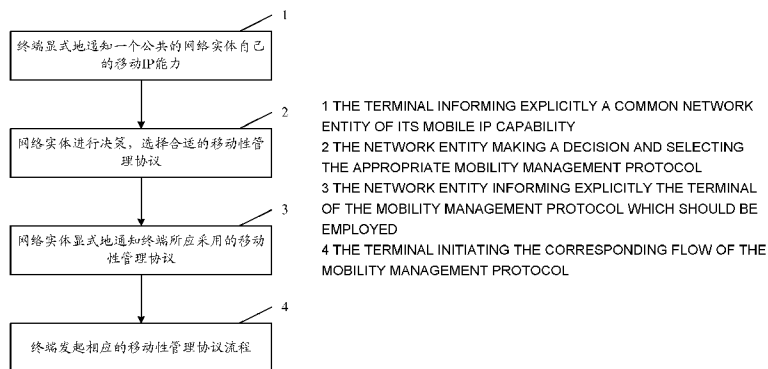 1
终端显式地通知一个公共的网络实体自己
的移动IP能力
2
网络实体进行决策，选择合适的移动性管
理协议
3
网络实体显式地通知终端所应采用的移动
性管理协议
4
终端发起相应的移动性管理协议流程
1 THE TERMINAL INFORMING EXPLICITLY A COMMON NETWORK
ENTITY OF ITS MOBILE IP CAPABILITY
2 THE NETWORK ENTITY MAKING A DECISION AND SELECTING
THE APPROPRIATE MOBILITY MANAGEMENT PROTOCOL
3 THE NETWORK ENTITY INFORMING EXPLICITLY THE TERMINAL
OF THE MOBILITY MANAGEMENT PROTOCOL WHICH SHOULD BE
EMPLOYED
4 THE TERMINAL INITIATING THE CORRESPONDING FLOW OF THE
MOBILITY MANAGEMENT PROTOCOL